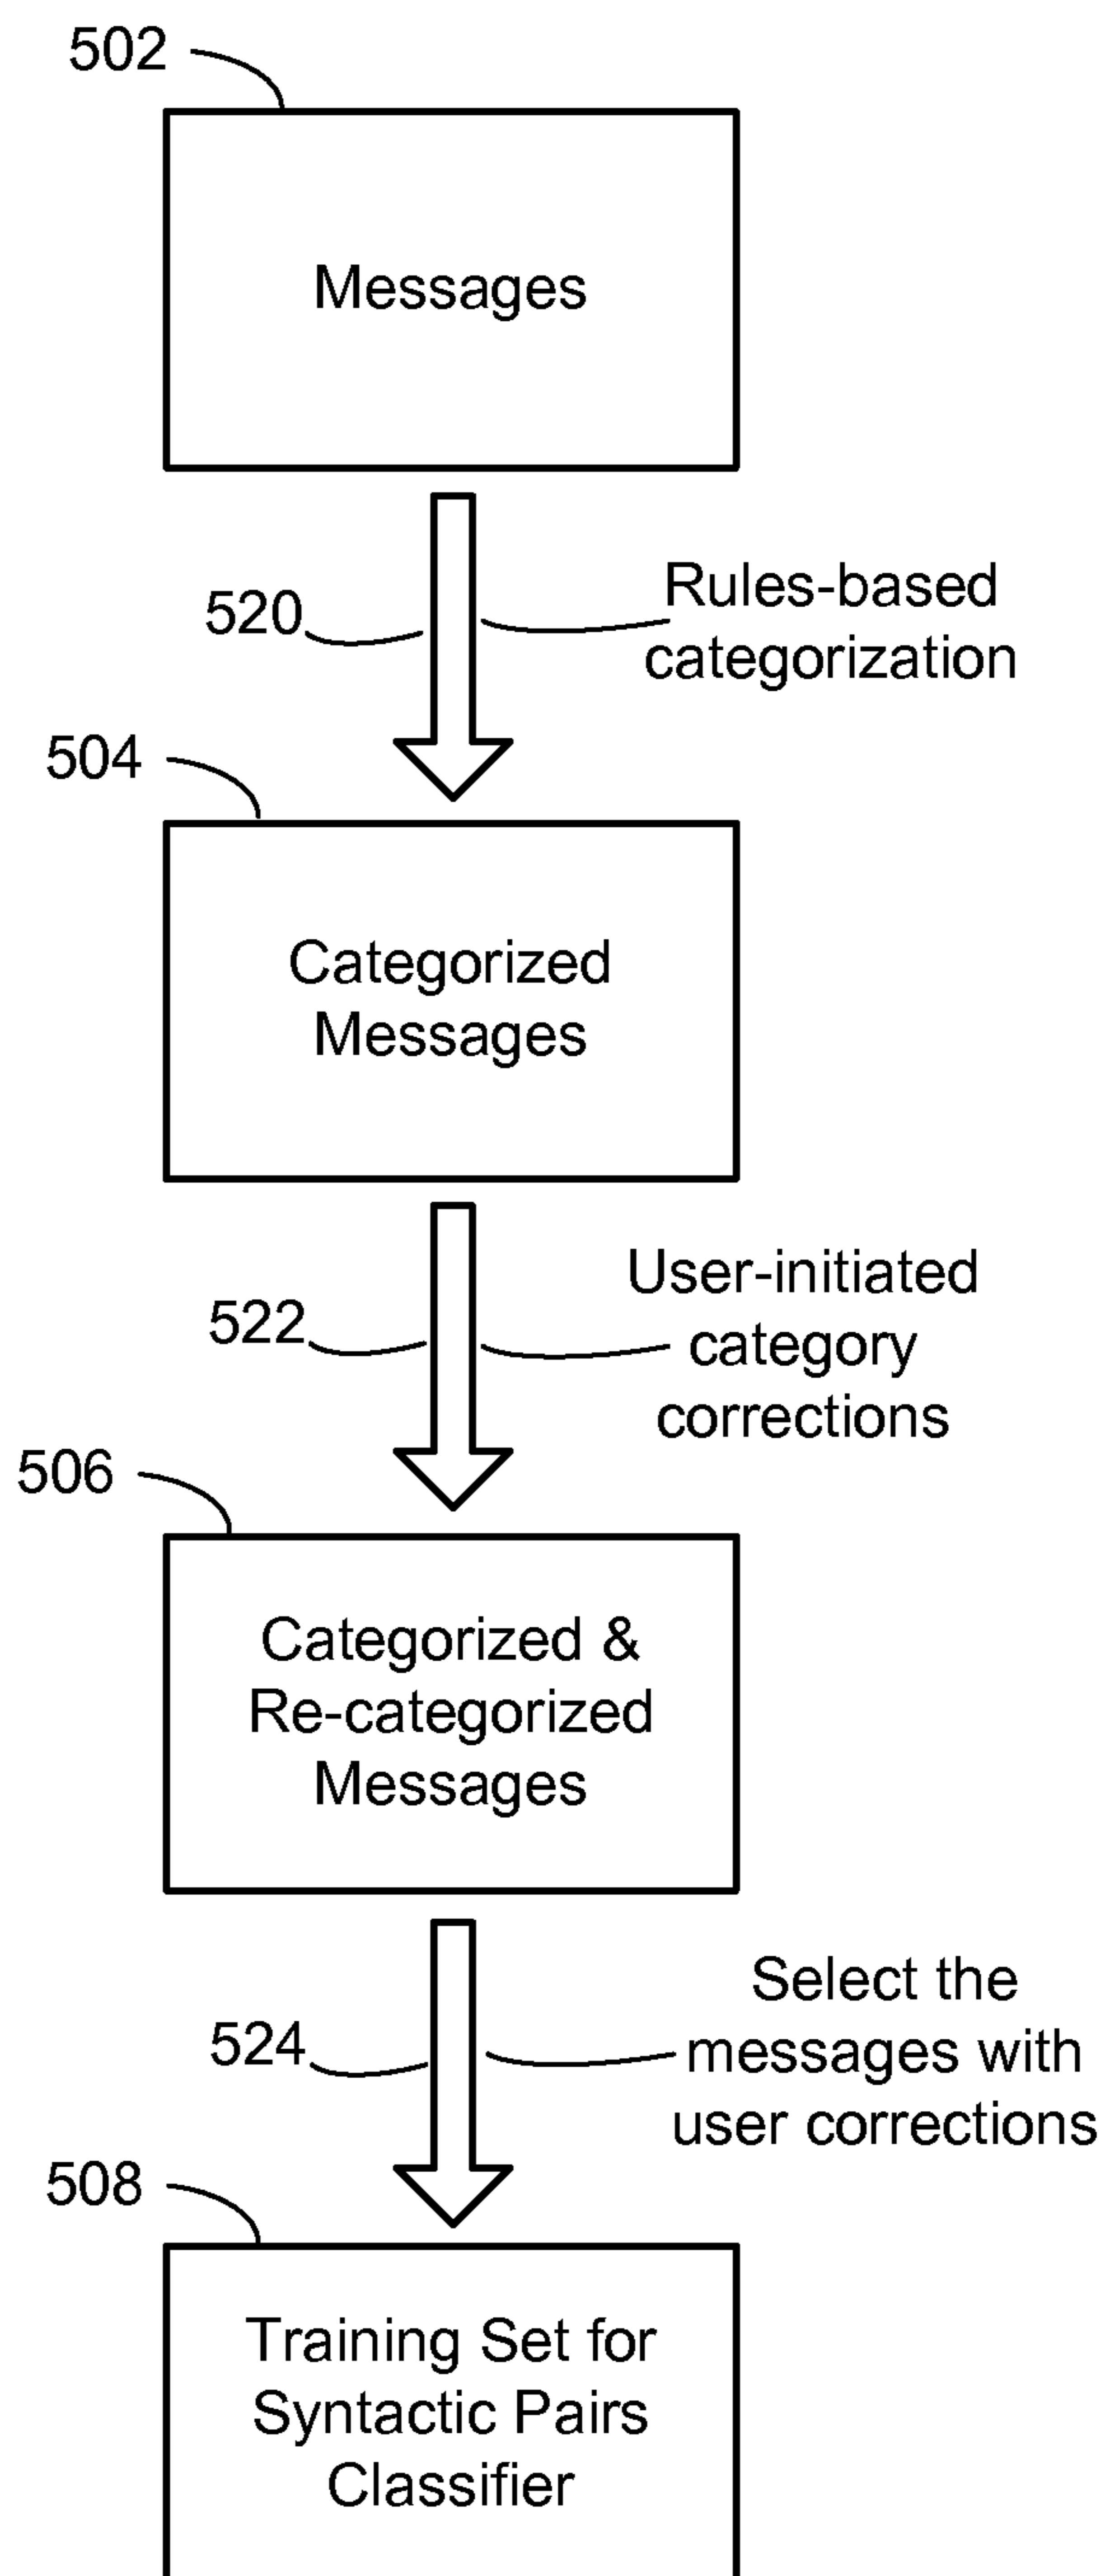 502
Messages
520
Rules-based
categorization
504
Categorized
Messages
522
User-initiated
category
corrections
506
Categorized &
Re-categorized
Messages
524
Select the
messages with
user corrections
508
Training Set for
Syntactic Pairs
Classifier